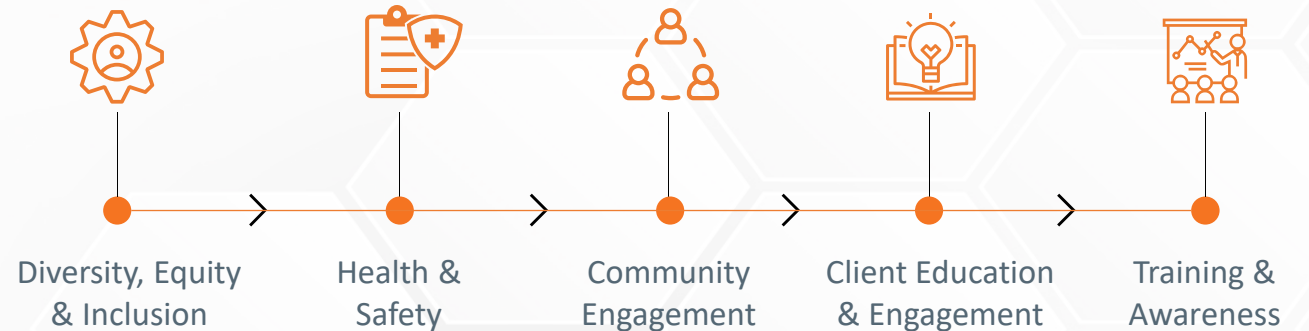 Diversity, Equity
& Inclusion
Health &
Safety
Community
Engagement
Client Education
& Engagement
Training &
Awareness